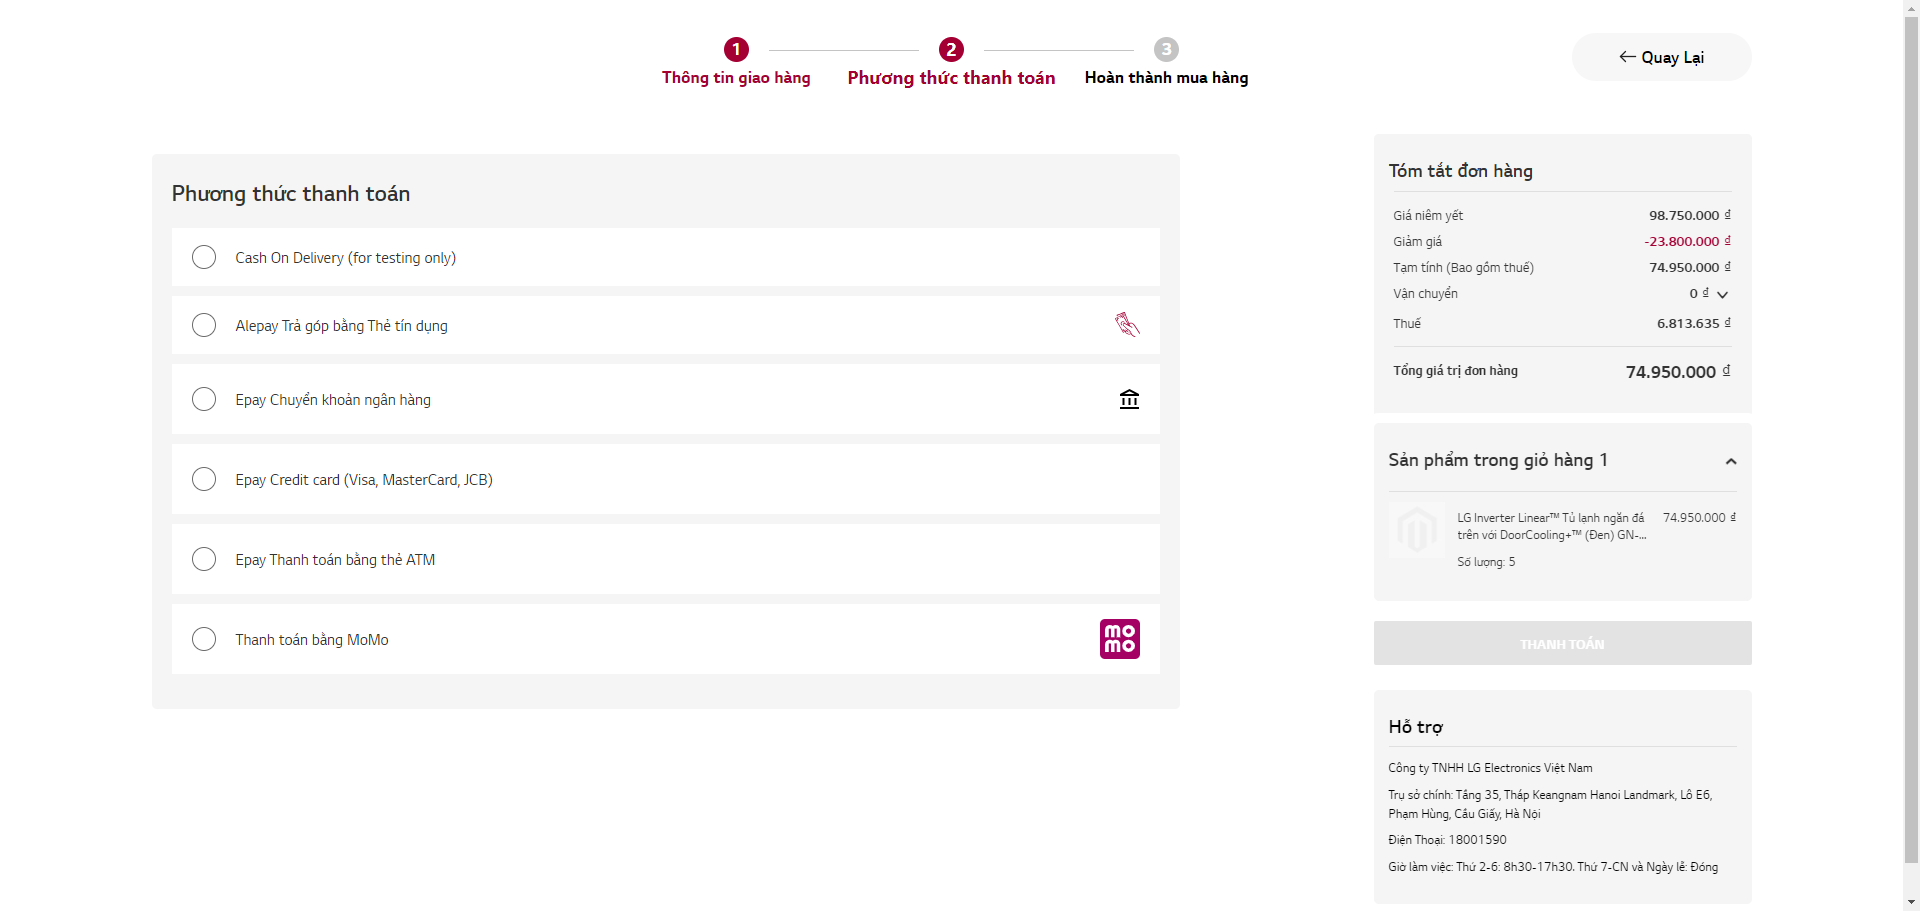 1
2
3
Thông tin giao hàng
Phương thức thanh toán
Hoàn thành mua hàng
Quay Lại
Phương thức thanh toán
Cash On Delivery (for testing only)
Alepay Trả góp bằng Thẻ tín dụng
Epay Chuyển khoản ngân hàng
Epay Credit card (Visa, MasterCard, JCB)
Epay Thanh toán bằng thẻ ATM
Thanh toán bằng MoMo
mo
mo
Tóm tắt đơn hàng
Giá niêm yết 98.750.000 ₫
Giảm giá -23.800.000 ₫
Tạm tính (Bao gồm thuế) 74.950.000 ₫
Vận chuyển 0 ₫
Thuế 6.813.635 ₫
Tổng giá trị đơn hàng 74.950.000 ₫
Sản phẩm trong giỏ hàng 1
LG Inverter Linear™ Tủ lạnh ngăn đá 74.950.000 ₫
trên với DoorCooling+™ (Đen) GN-...
Số lượng: 5
THANH TOÁN
Hỗ trợ
Công ty TNHH LG Electronics Việt Nam
Trụ sở chính: Tầng 35, Tháp Keangnam Hanoi Landmark, Lô E6,
Phạm Hùng, Cầu Giấy, Hà Nội
Điện Thoại: 18001590
Giờ làm việc: Thứ 2-6: 8h30-17h30. Thứ 7-CN và Ngày lễ: Đóng